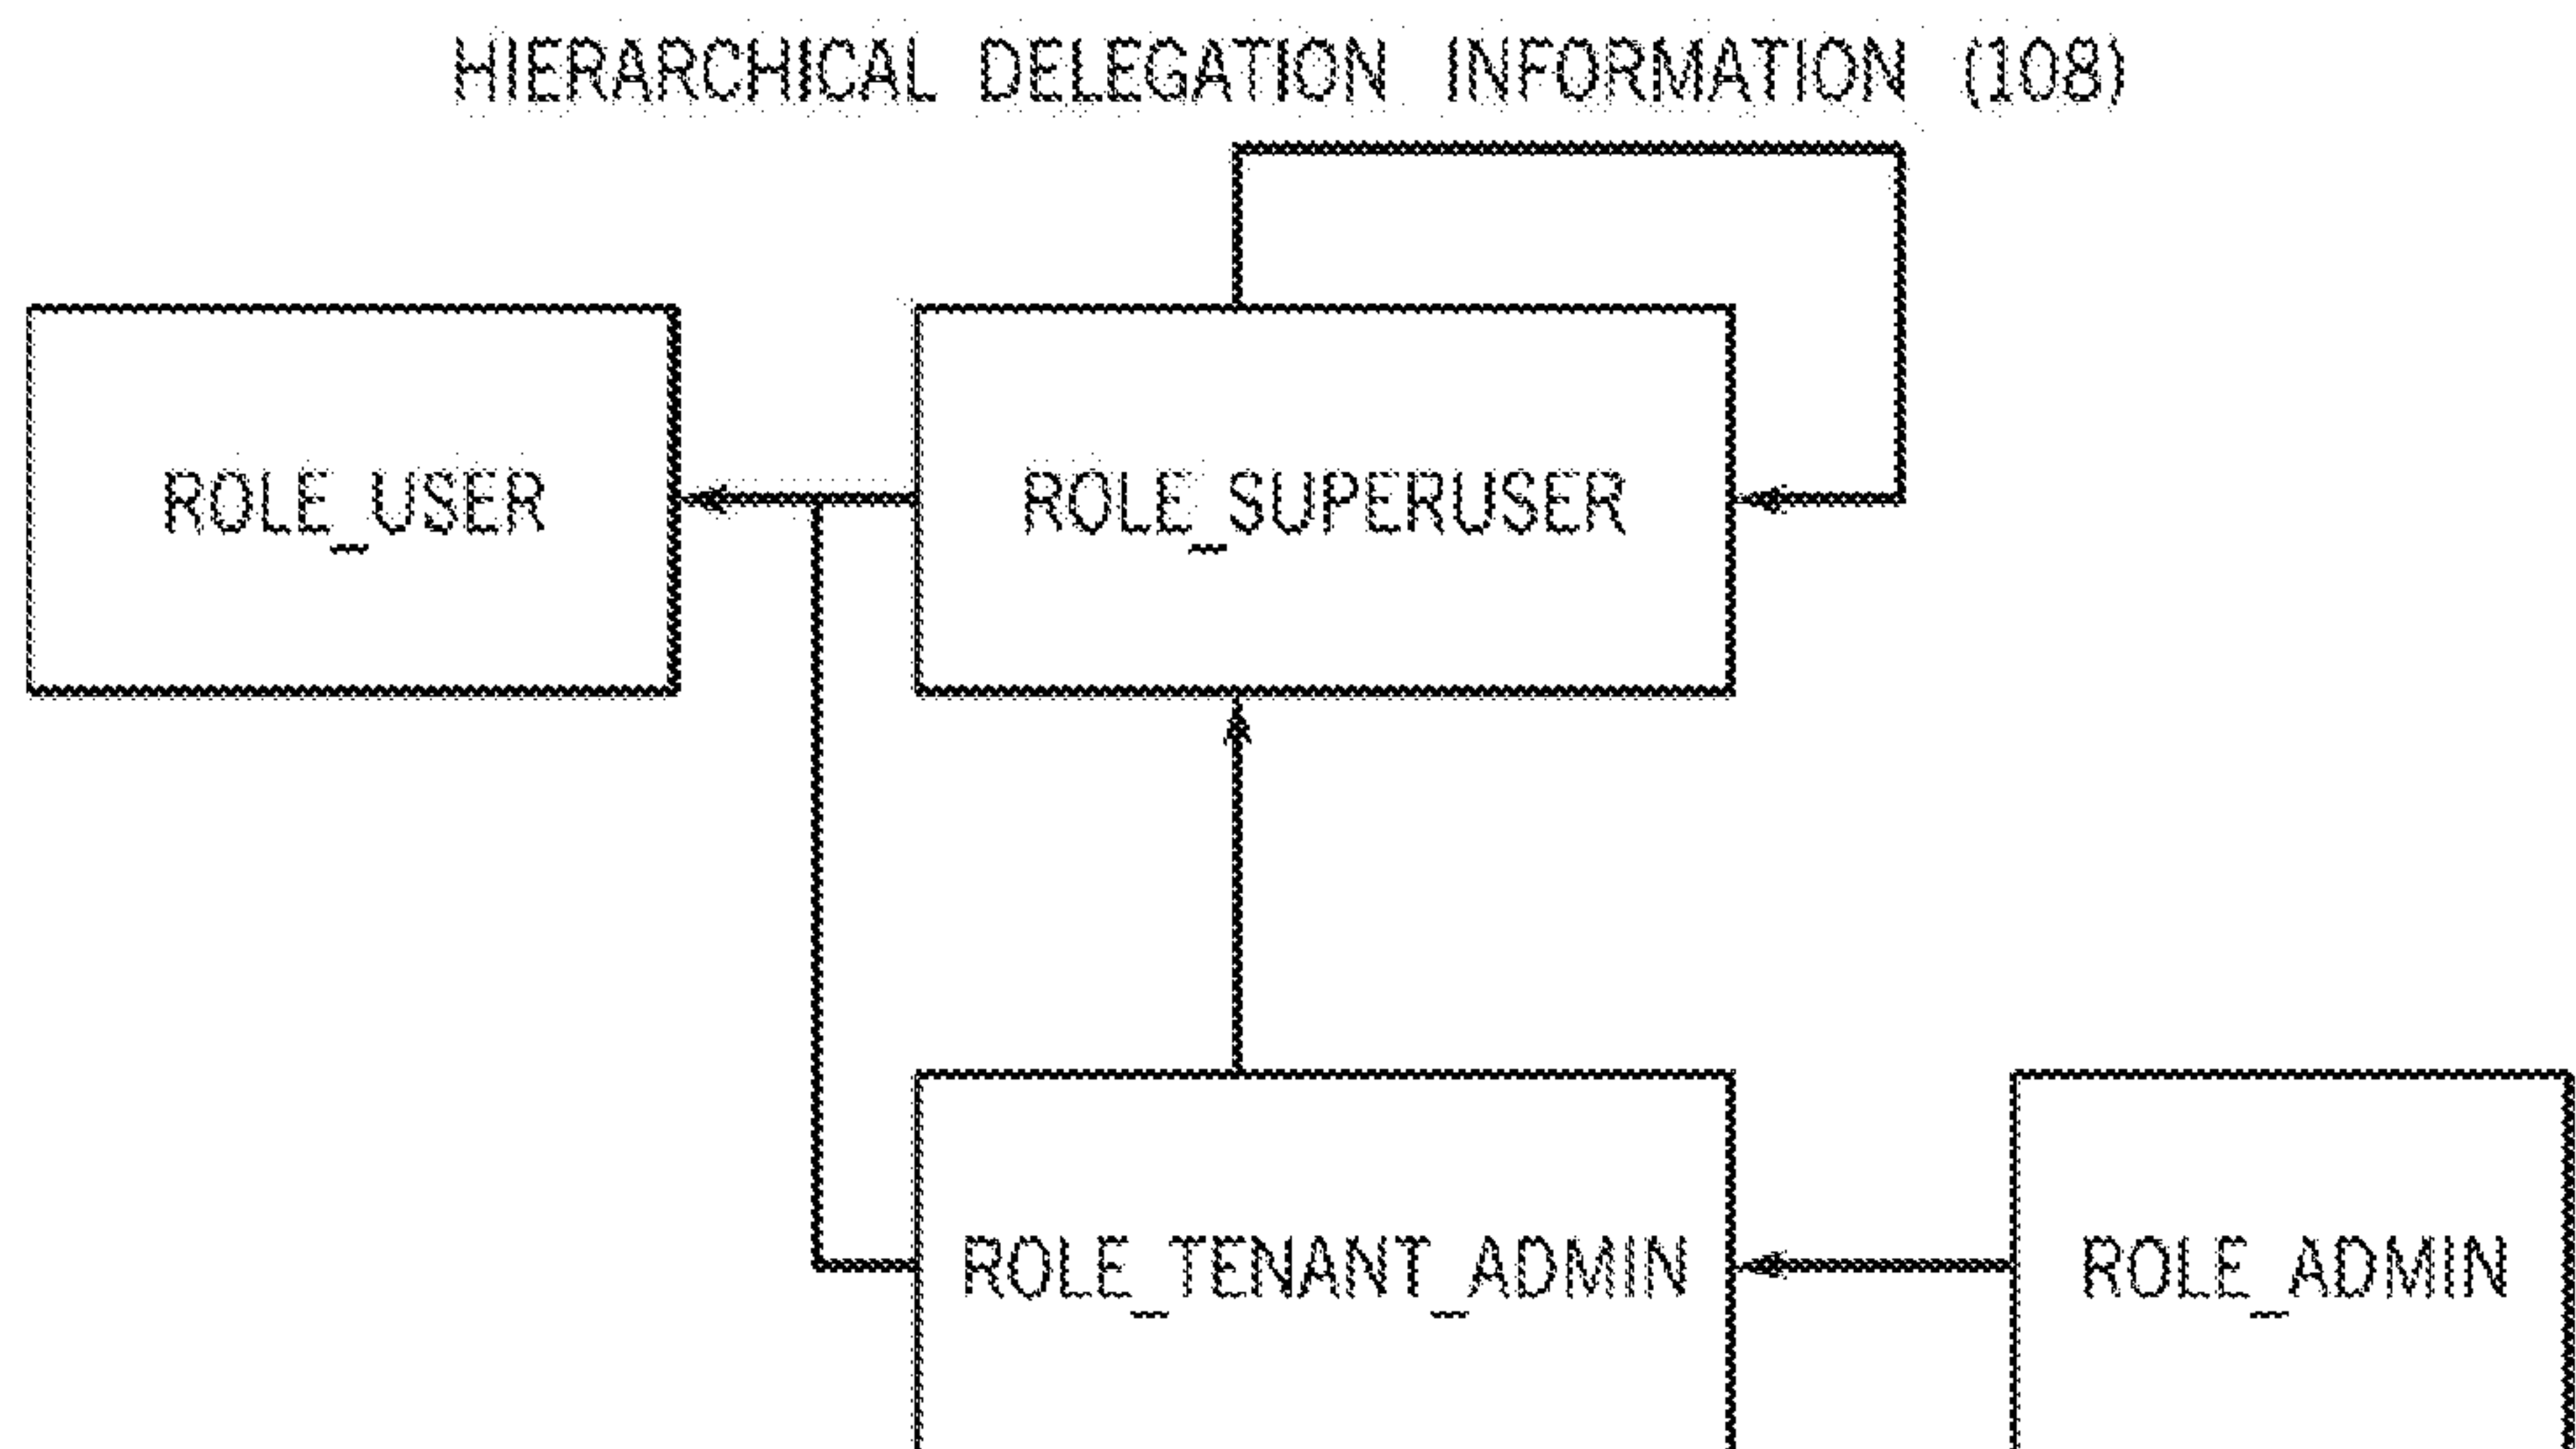 HIERARCHICAL DELEGATION INFORMATION (108)
ROLE_USER
ROLE_SUPERUSER
ROLE_TENANT_ADMIN
ROLE_ADMIN